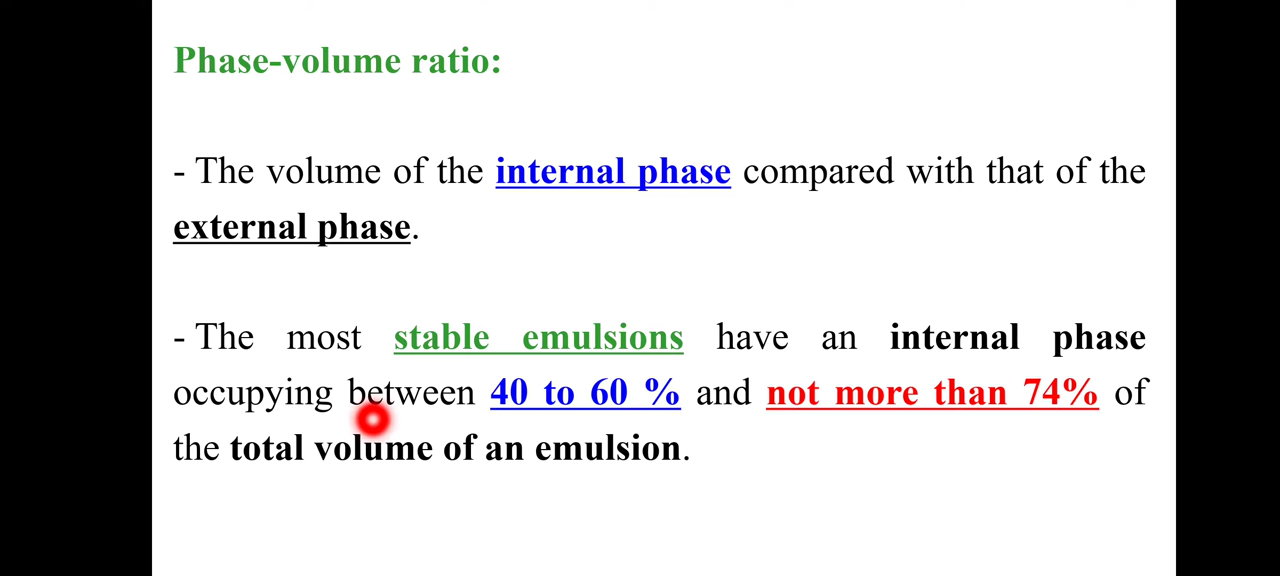 Phase-volume ratio:
- The volume of the internal phase compared with that of the
external phase.
- The most stable emulsions have an internal phase
occupying between 40 to 60 % and not more than 74% of
the total volume of an emulsion.